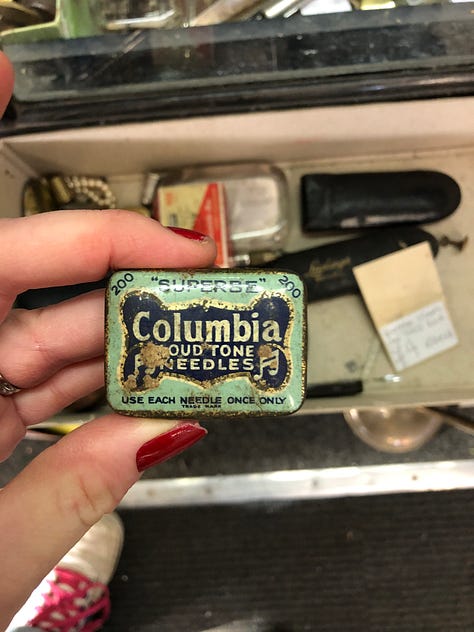 200 "SUPERBE" 200
Columbia
OUD TONE
NEEDLES
USE EACH NEEDLE ONCE ONLY
TRADE MARK